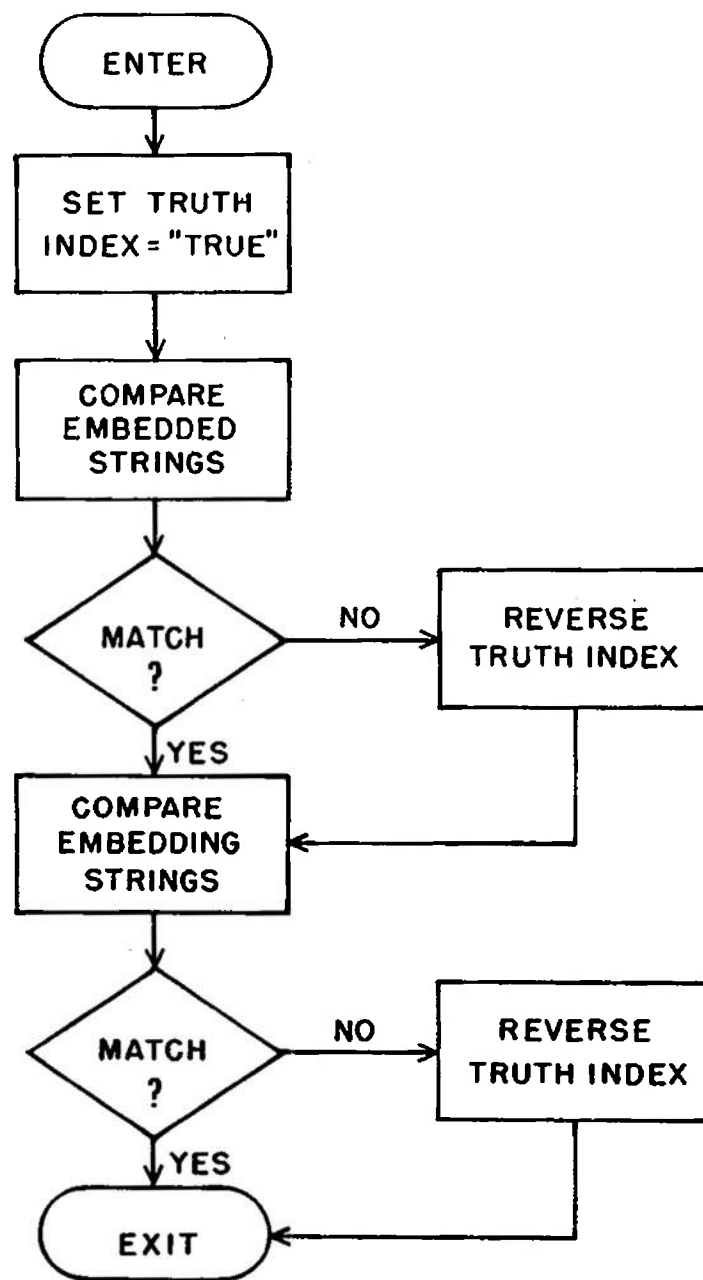 ENTER
SET TRUTH
INDEX = "TRUE"
COMPARE
EMBEDDED
STRINGS
MATCH
?
NO
REVERSE
TRUTH INDEX
YES
COMPARE
EMBEDDING
STRINGS
MATCH
?
NO
REVERSE
TRUTH INDEX
YES
EXIT